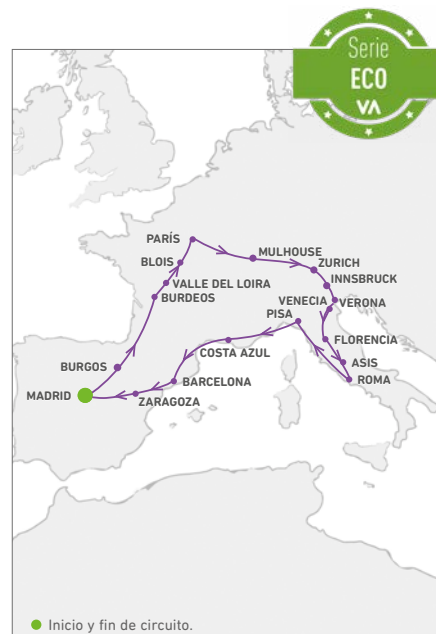 Serie
ECO
VA
PARÍS
MULHOUSE
BLOIS
ZURICH
VALLE DEL LOIRA
INNSBRUCK
BURDEOS
VENECIA
VERONA
PISA
FLORENCIA
COSTA AZUL
ASIS
BURGOS
ROMA
BARCELONA
MADRID
ZARAGOZA
Inicio y fin de circuito.